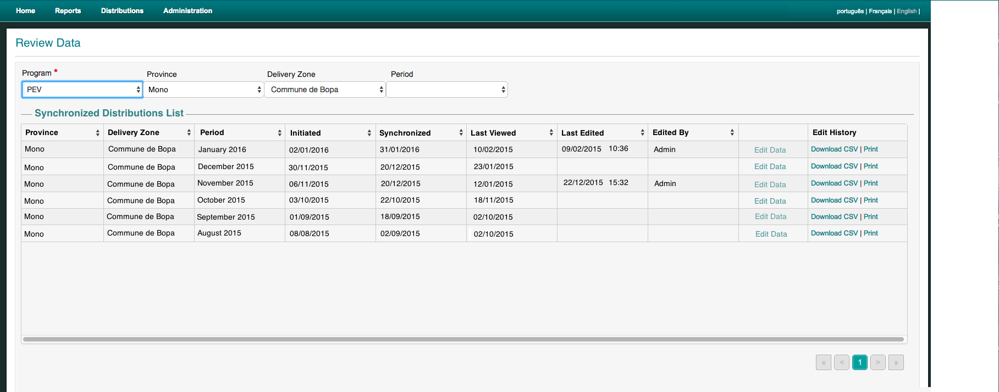 Home Reports Distributions Administration português | Français | English |
Review Data
Program * Province Delivery Zone Period
PEV Mono Commune de Bopa
Synchronized Distributions List
Province Delivery Zone Period Initiated Synchronized Last Viewed Last Edited Edited By Edit History
Mono Commune de Bopa January 2016 02/01/2016 31/01/2016 10/02/2015 09/02/2015 10:36 Admin Edit Data Download CSV | Print
Mono Commune de Bopa December 2015 30/11/2015 20/12/2015 23/01/2015 Edit Data Download CSV | Print
Mono Commune de Bopa November 2015 06/11/2015 20/12/2015 12/01/2015 22/12/2015 15:32 Admin Edit Data Download CSV | Print
Mono Commune de Bopa October 2015 03/10/2015 22/10/2015 18/11/2015 Edit Data Download CSV | Print
Mono Commune de Bopa September 2015 01/09/2015 18/09/2015 02/10/2015 Edit Data Download CSV | Print
Mono Commune de Bopa August 2015 08/08/2015 02/09/2015 02/10/2015 Edit Data Download CSV | Print
« < 1 > »